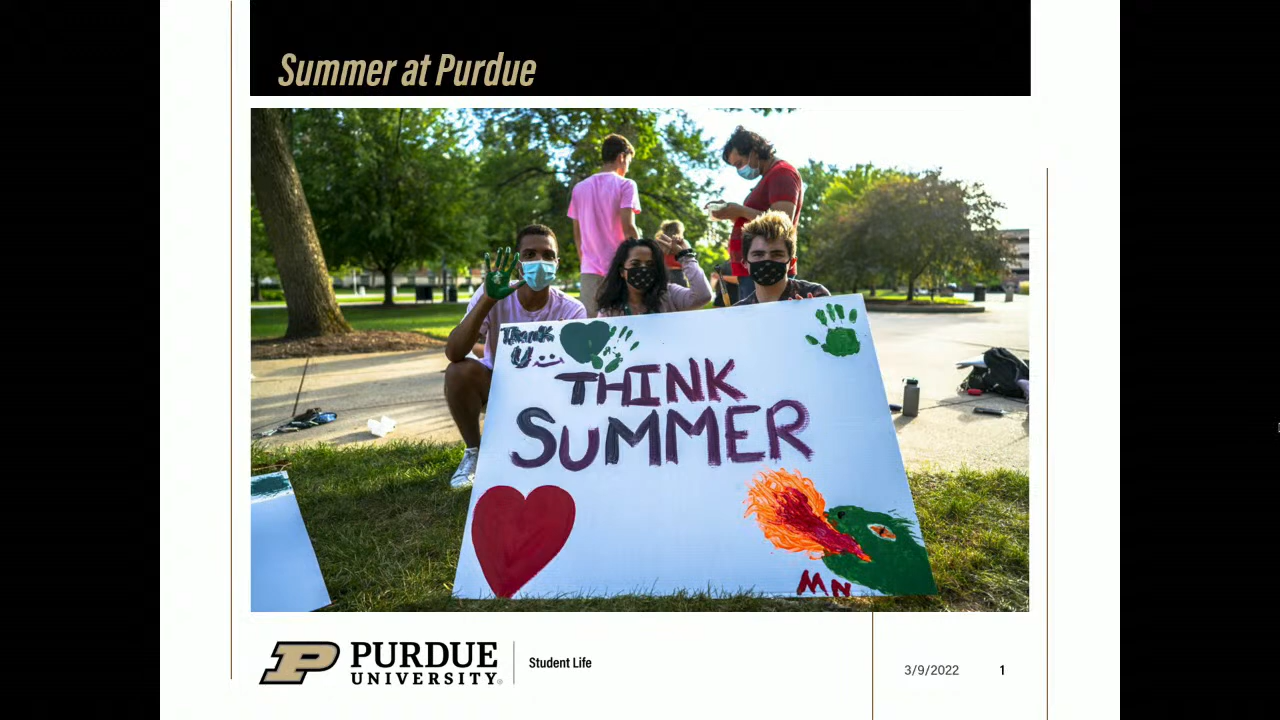 Summer at Purdue
Thank
U
THINK
SUMMER
MN
PURDUE
UNIVERSITY
Student Life
3/9/2022
1